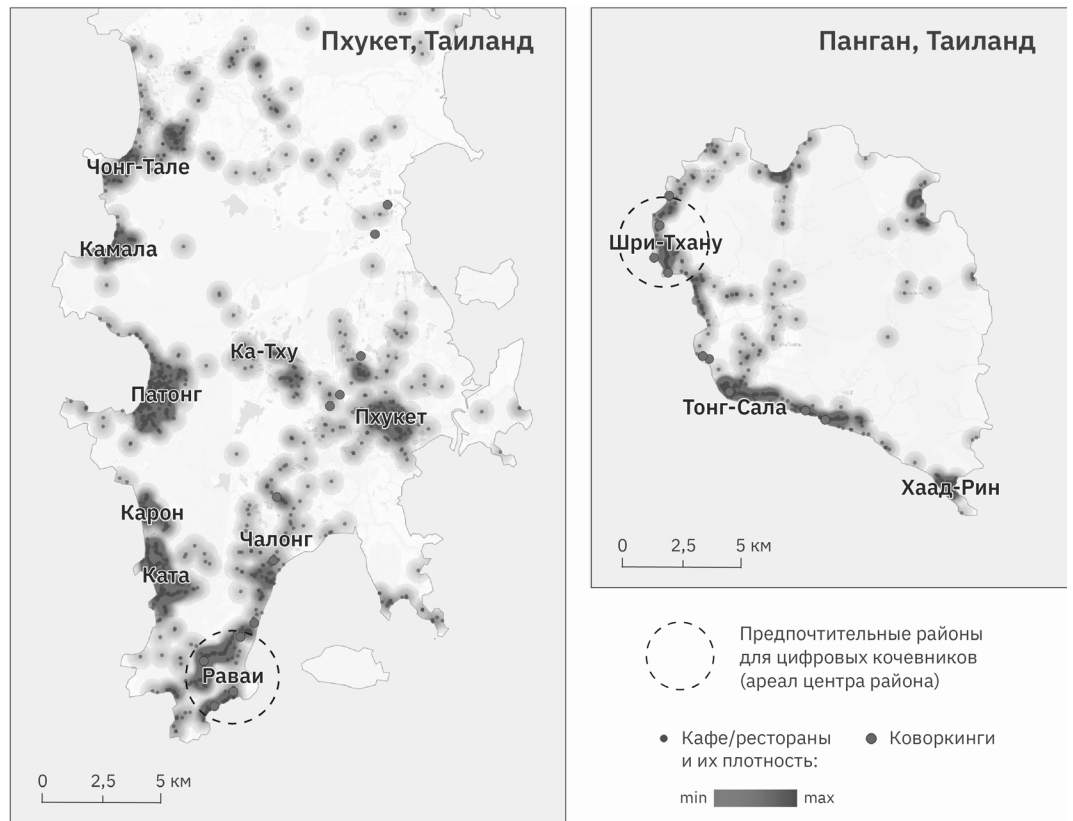 Пхукет, Таиланд
Чонг-Тале
Камала
Ка-Тху
Патонг
Пхукет
Карон
Чалонг
Ката
Раваи
0 2,5 5 км
Панган, Таиланд
Шри-Тхану
Тонг-Сала
Хаад-Рин
0 2,5 5 км
Предпочтительные районы
для цифровых кочевников
(ареал центра района)
Кафе/рестораны
и их плотность:
Коворкинги
min max